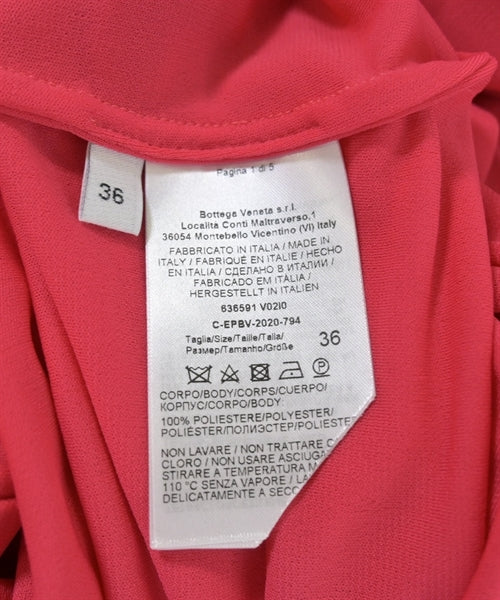 36
Pagina 1 di 5
Bottega Veneta s.r.l.
Località Conti Maltraverso,1
36054 Montebello Vicentino (VI) Italy
FABBRICATO IN ITALIA / MADE IN
ITALY / FABRIQUÉ EN ITALIE / HECHO
EN ITALIA / СДЕЛАНО В ИТАЛИИ /
FABRICADO EM ITÁLIA /
HERGESTELLT IN ITALIEN
636591 V02I0
C-EPBV-2020-794
Taglia/Size/Taille/Talla/
Размер/Tamanho/Größe
36
CORPO/BODY/CORPS/CUERPO/
КОРПУС/CORPO/BODY:
100% POLIESTERE/POLYESTER/
POLIÉSTER/ПОЛИЭСТЕР/POLYEST
NON LAVARE / NON TRATTARE C
CLORO / NON USARE ASCIUGA
STIRARE A TEMPERATURA M
110 °C SENZA VAPORE / LA
DELICATAMENTE A SECC